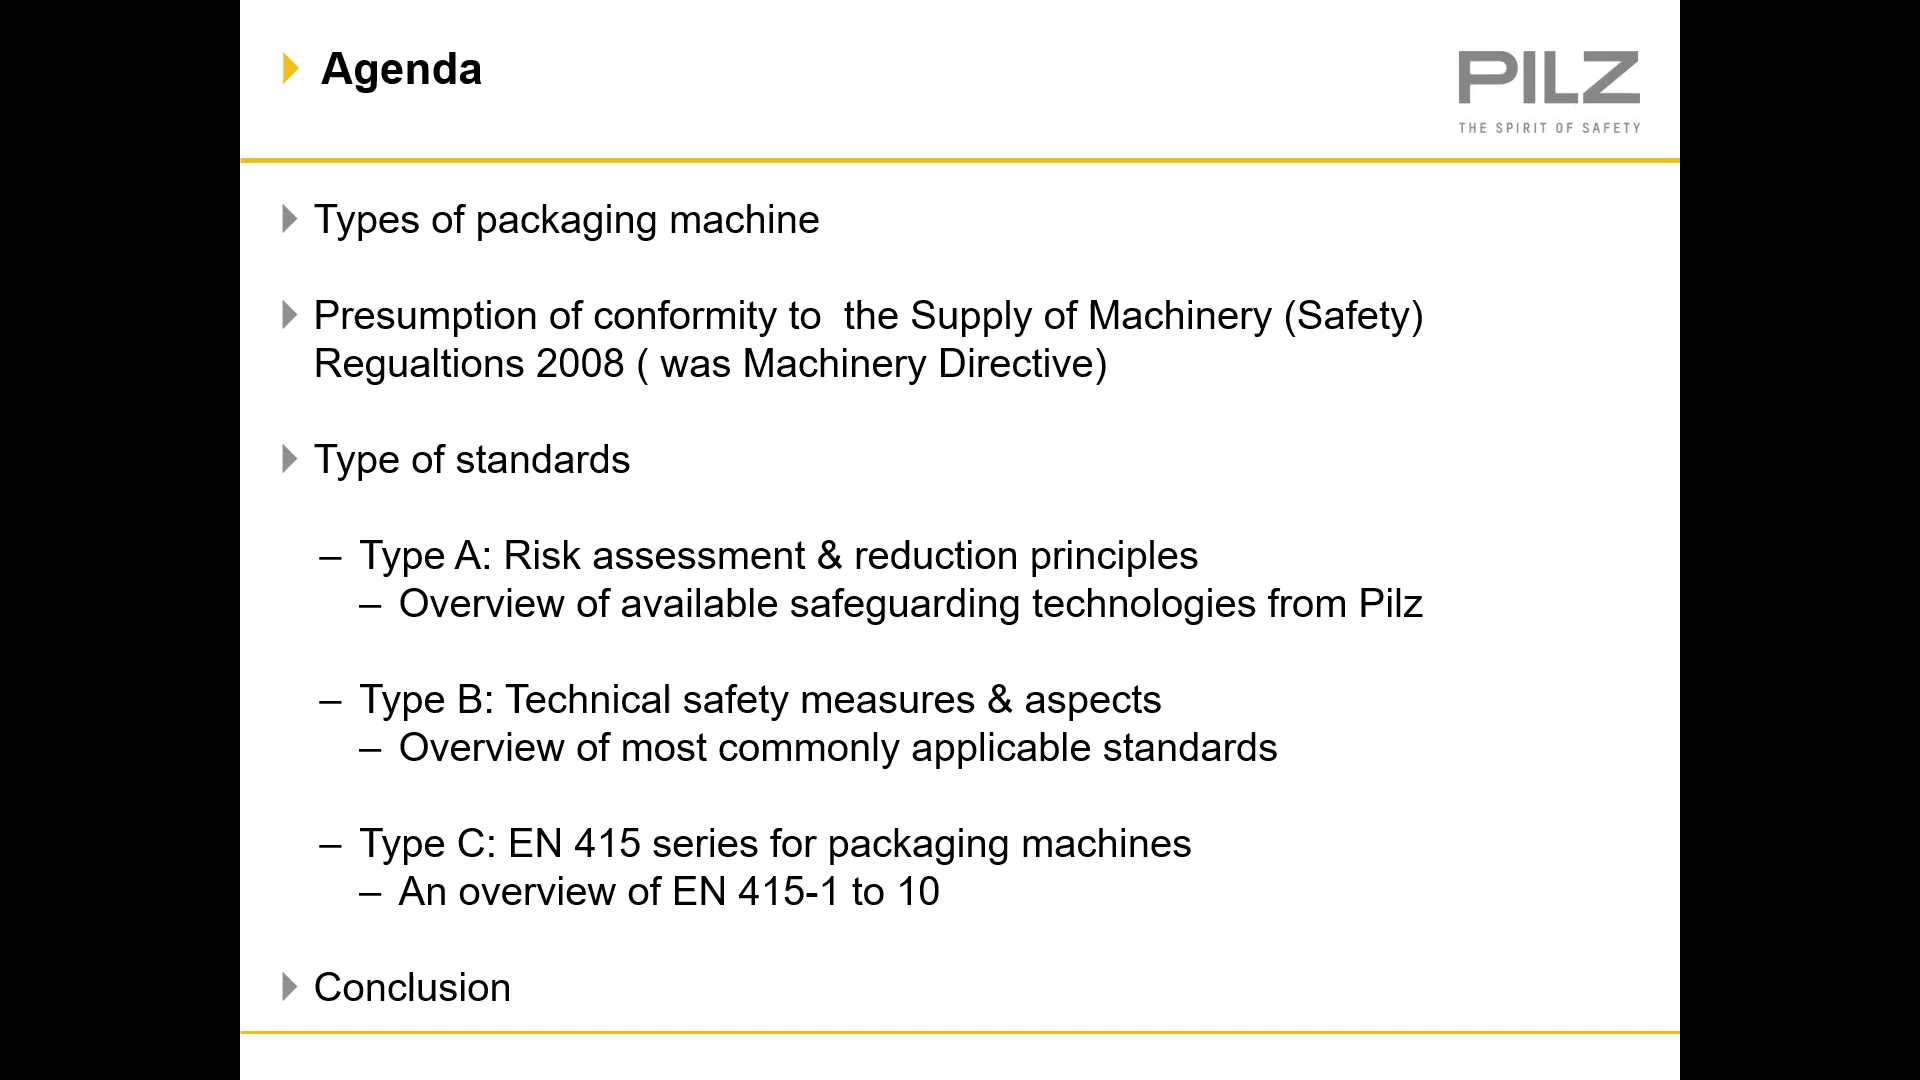 Agenda
PILZ
THE SPIRIT OF SAFETY
Types of packaging machine
Presumption of conformity to  the Supply of Machinery (Safety)
Regualtions 2008 ( was Machinery Directive)
Type of standards
– Type A: Risk assessment & reduction principles
– Overview of available safeguarding technologies from Pilz
– Type B: Technical safety measures & aspects
– Overview of most commonly applicable standards
– Type C: EN 415 series for packaging machines
– An overview of EN 415-1 to 10
Conclusion